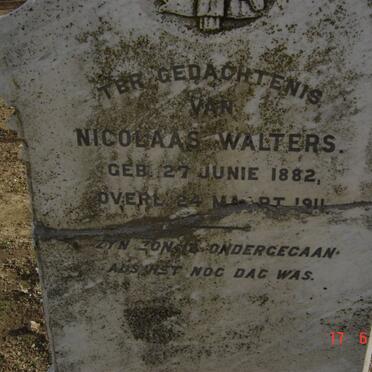 TER GEDACHTENIS
VAN
NICOLAAS WALTERS.
GEB. 27 JUNIE 1882,
OVERL. 24 MAART 1911
ZYN ZON IS ONDERGEGAAN
ALS HET NOG DAG WAS.
17 6